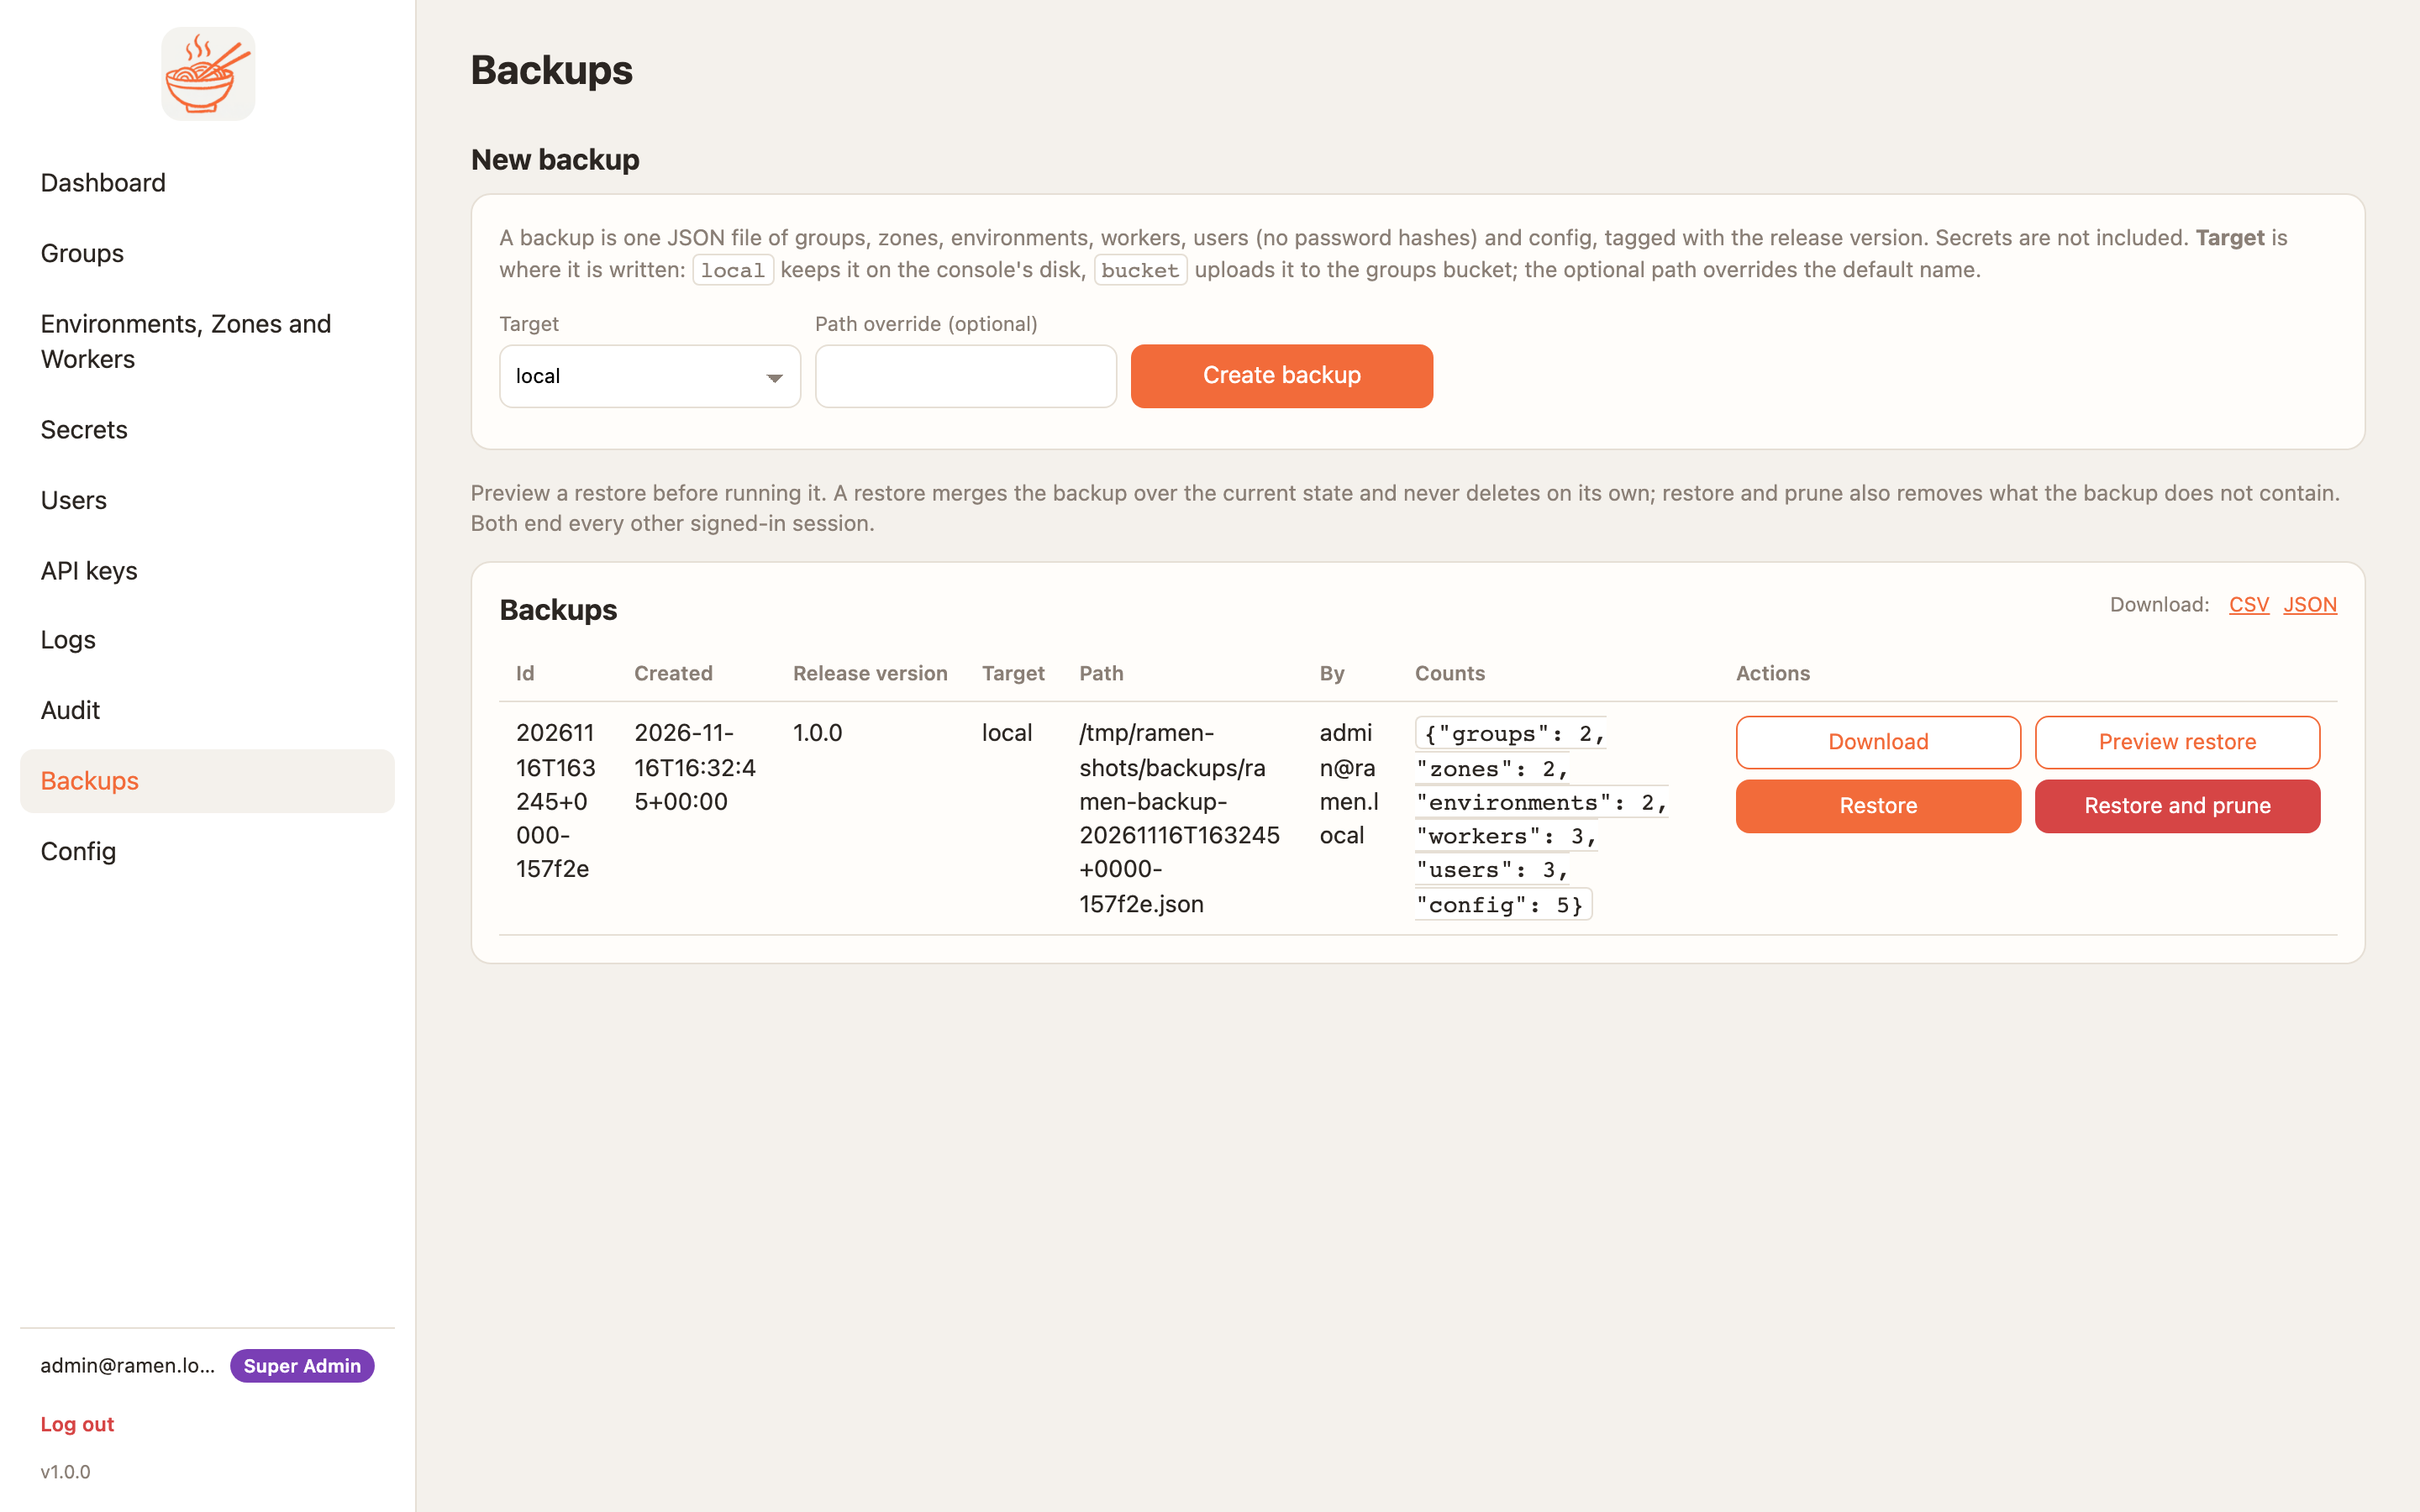 Dashboard
Groups
Environments, Zones and
Workers
Secrets
Users
API keys
Logs
Audit
Backups
Config
admin@ramen.lo...
Super Admin
Log out
v1.0.0
Backups
New backup
A backup is one JSON file of groups, zones, environments, workers, users (no password hashes) and config, tagged with the release version. Secrets are not included. Target is
where it is written: local keeps it on the console's disk, bucket uploads it to the groups bucket; the optional path overrides the default name.
Target
Path override (optional)
local
Create backup
Preview a restore before running it. A restore merges the backup over the current state and never deletes on its own; restore and prune also removes what the backup does not contain.
Both end every other signed-in session.
Backups
Download: CSV JSON
Id Created Release version Target Path By Counts Actions
202611
16T163
245+0
000-
157f2e
2026-11-
16T16:32:4
5+00:00
1.0.0
local
/tmp/ramen-
shots/backups/ra
men-backup-
20261116T163245
+0000-
157f2e.json
admi
n@ra
men.l
ocal
{"groups": 2,
"zones": 2,
"environments": 2,
"workers": 3,
"users": 3,
"config": 5}
Download
Preview restore
Restore
Restore and prune